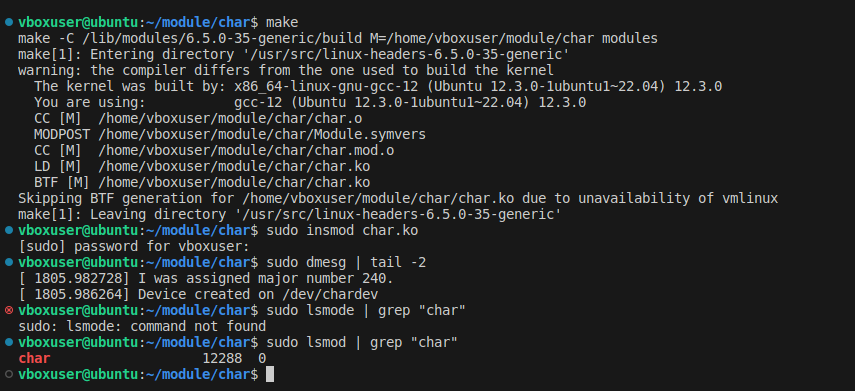 vboxuser@ubuntu:~/module/char$ make
make -C /lib/modules/6.5.0-35-generic/build M=/home/vboxuser/module/char modules
make[1]: Entering directory '/usr/src/linux-headers-6.5.0-35-generic'
warning: the compiler differs from the one used to build the kernel
  The kernel was built by: x86_64-linux-gnu-gcc-12 (Ubuntu 12.3.0-1ubuntu1~22.04) 12.3.0
  You are using:           gcc-12 (Ubuntu 12.3.0-1ubuntu1~22.04) 12.3.0
  CC [M]  /home/vboxuser/module/char/char.o
  MODPOST /home/vboxuser/module/char/Module.symvers
  CC [M]  /home/vboxuser/module/char/char.mod.o
  LD [M]  /home/vboxuser/module/char/char.ko
  BTF [M] /home/vboxuser/module/char/char.ko
Skipping BTF generation for /home/vboxuser/module/char/char.ko due to unavailability of vmlinux
make[1]: Leaving directory '/usr/src/linux-headers-6.5.0-35-generic'
vboxuser@ubuntu:~/module/char$ sudo insmod char.ko
[sudo] password for vboxuser:
vboxuser@ubuntu:~/module/char$ sudo dmesg | tail -2
[ 1805.982728] I was assigned major number 240.
[ 1805.986264] Device created on /dev/chardev
vboxuser@ubuntu:~/module/char$ sudo lsmode | grep "char"
sudo: lsmode: command not found
vboxuser@ubuntu:~/module/char$ sudo lsmod | grep "char"
char                   12288  0
vboxuser@ubuntu:~/module/char$